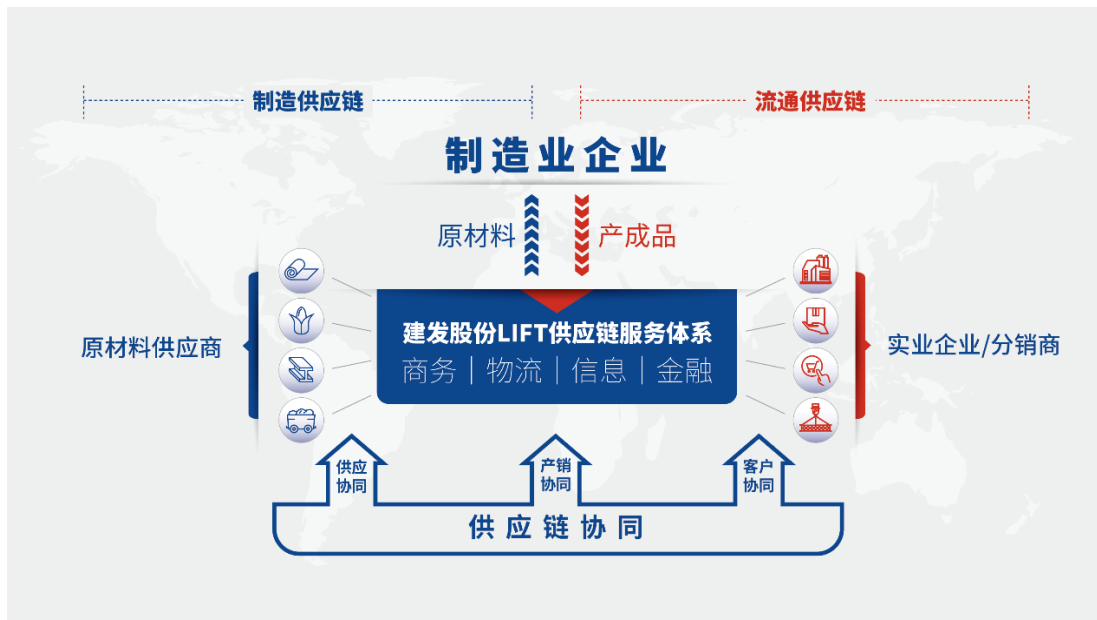 制造供应链
流通供应链
制造业企业
原材料
产成品
建发股份LIFT供应链服务体系
商务｜物流｜信息｜金融
原材料供应商
实业企业/分销商
供应
协同
产销
协同
客户
协同
供应链协同